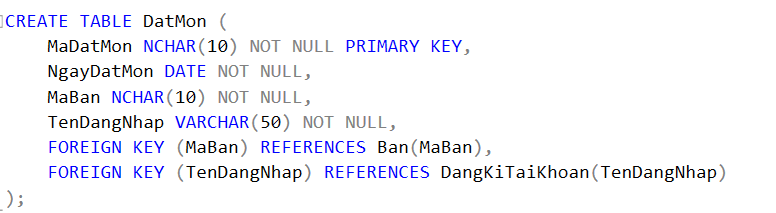 CREATE TABLE DatMon (
    MaDatMon NCHAR(10) NOT NULL PRIMARY KEY,
    NgayDatMon DATE NOT NULL,
    MaBan NCHAR(10) NOT NULL,
    TenDangNhap VARCHAR(50) NOT NULL,
    FOREIGN KEY (MaBan) REFERENCES Ban(MaBan),
    FOREIGN KEY (TenDangNhap) REFERENCES DangKiTaiKhoan(TenDangNhap)
);